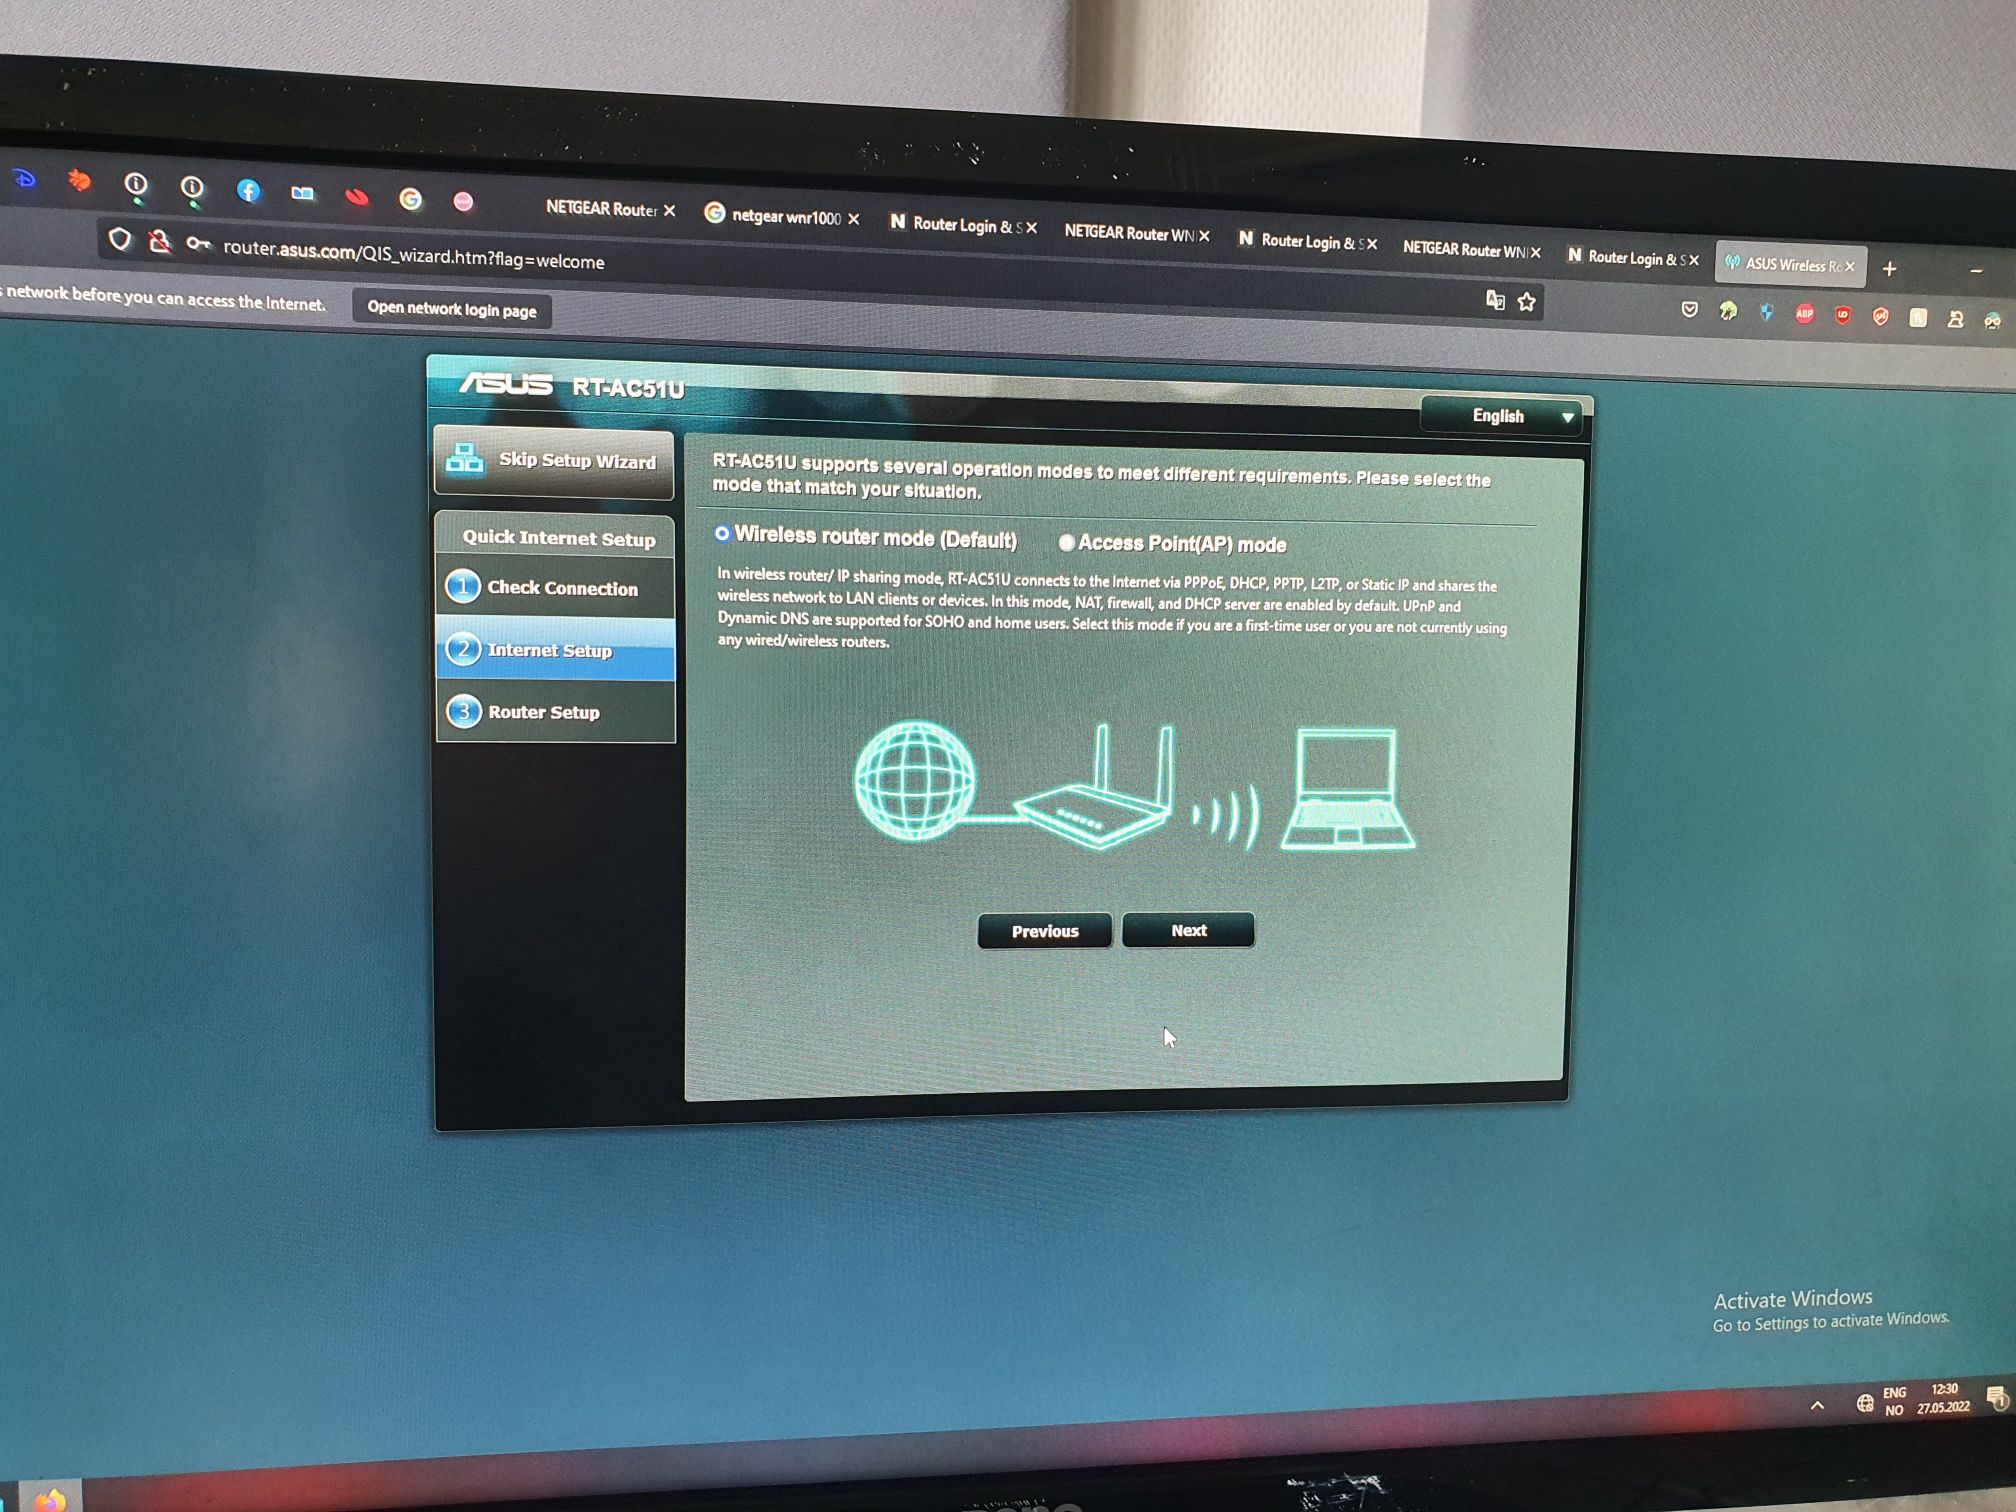 NETGEAR Router
netgear wnr1000
N Router Login & S
NETGEAR Router WN
N Router Login & S
NETGEAR Router WN
N Router Login & S
ASUS Wireless Ro
router.asus.com/QIS_wizard.htm?flag=welcome
network before you can access the Internet.
Open network login page
ABP
ASUS RT-AC51U
English
Skip Setup Wizard
Quick Internet Setup
1 Check Connection
2 Internet Setup
3 Router Setup
RT-AC51U supports several operation modes to meet different requirements. Please select the
mode that match your situation.
Wireless router mode (Default)
Access Point(AP) mode
In wireless router/ IP sharing mode, RT-AC51U connects to the Internet via PPPoE, DHCP, PPTP, L2TP, or Static IP and shares the
wireless network to LAN clients or devices. In this mode, NAT, firewall, and DHCP server are enabled by default. UPnP and
Dynamic DNS are supported for SOHO and home users. Select this mode if you are a first-time user or you are not currently using
any wired/wireless routers.
Previous
Next
Activate Windows
Go to Settings to activate Windows.
ENG
NO
12:30
27.05.2022
1